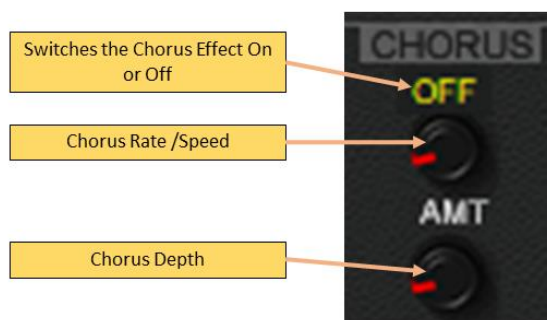 Switches the Chorus Effect On
or Off
CHORUS
OFF
Chorus Rate /Speed
AMT
Chorus Depth